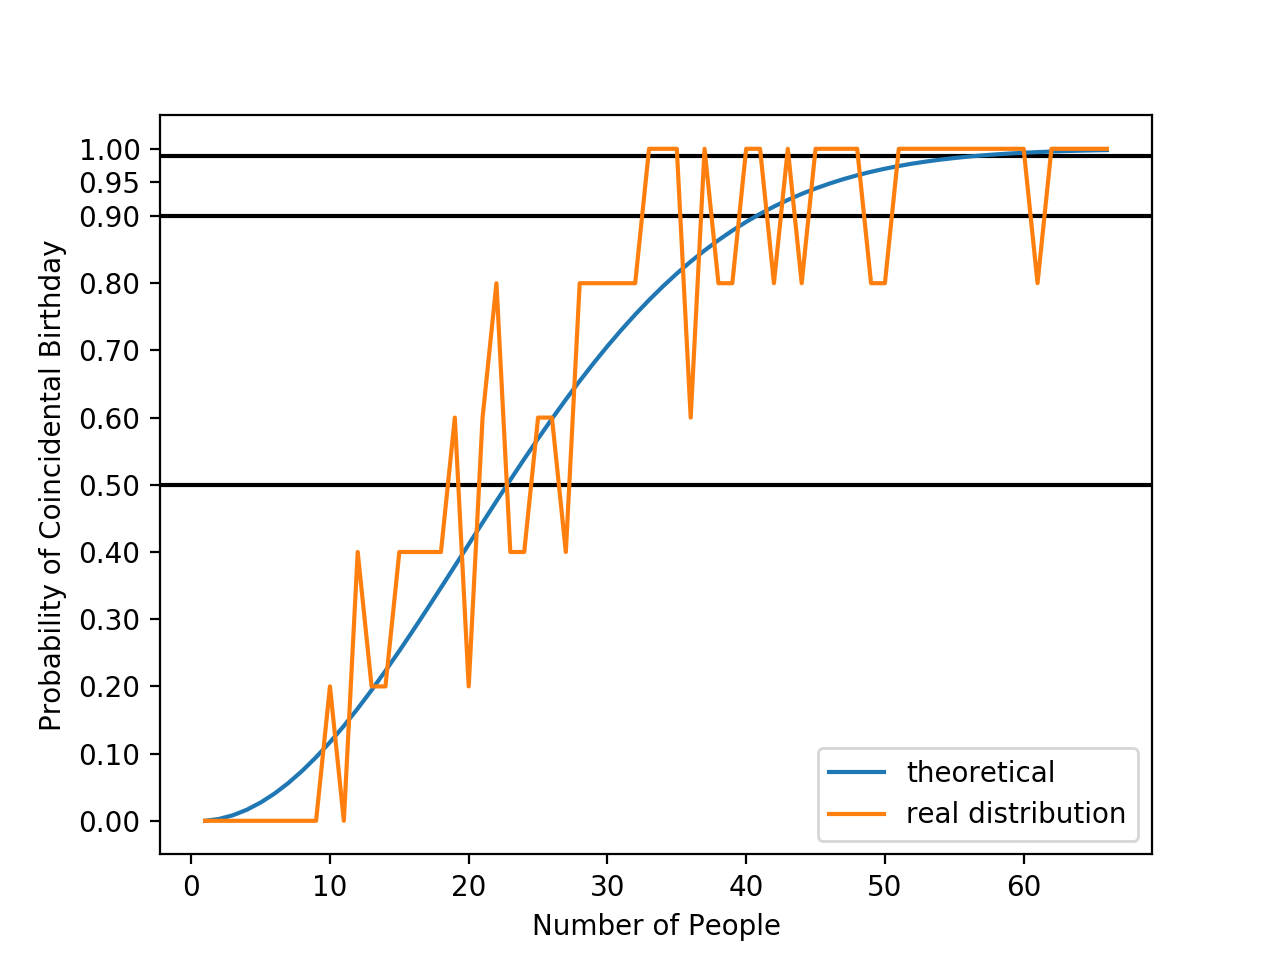 Probability of Coincidental Birthday
1.00
0.95
0.90
0.80
0.70
0.60
0.50
0.40
0.30
0.20
0.10
0.00
theoretical
real distribution
0 10 20 30 40 50 60
Number of People